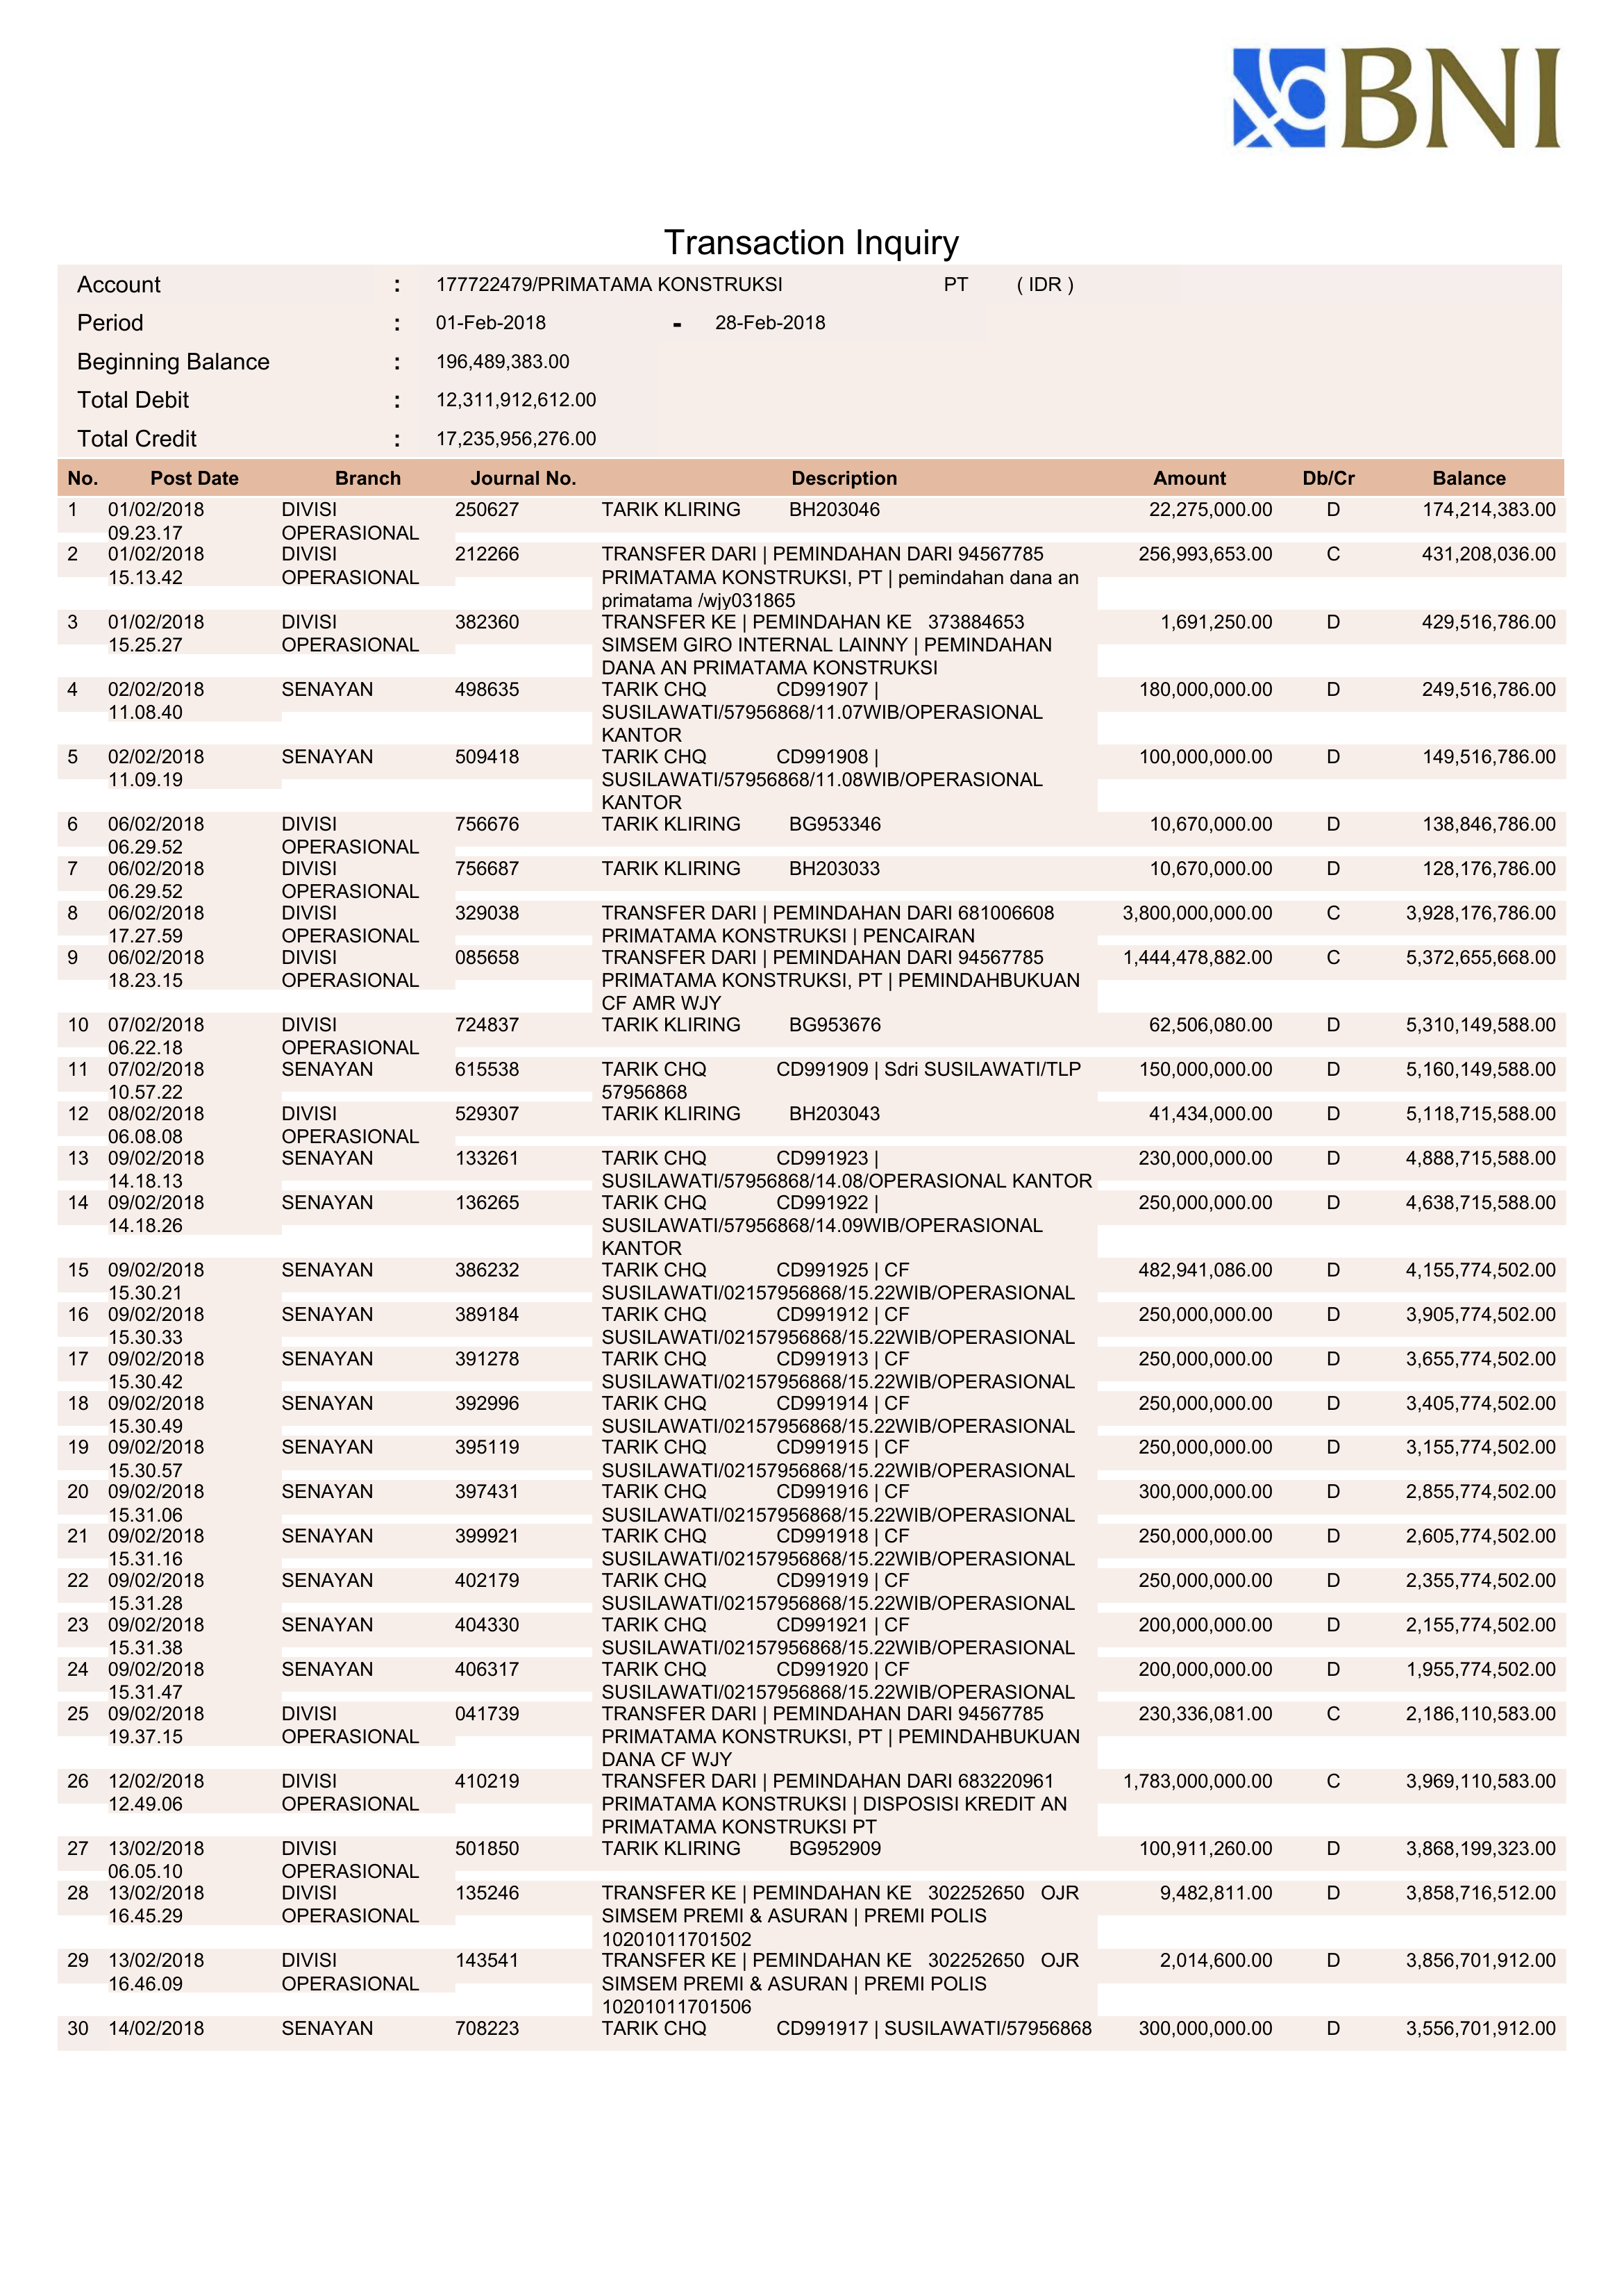 BNI
Transaction Inquiry
Account : 177722479/PRIMATAMA KONSTRUKSI PT ( IDR )
Period : 01-Feb-2018 - 28-Feb-2018
Beginning Balance : 196,489,383.00
Total Debit : 12,311,912,612.00
Total Credit : 17,235,956,276.00
No. Post Date Branch Journal No. Description Amount Db/Cr Balance
1 01/02/2018 DIVISI 250627 TARIK KLIRING BH203046 22,275,000.00 D 174,214,383.00
09.23.17 OPERASIONAL
2 01/02/2018 DIVISI 212266 TRANSFER DARI | PEMINDAHAN DARI 94567785 256,993,653.00 C 431,208,036.00
15.13.42 OPERASIONAL PRIMATAMA KONSTRUKSI, PT | pemindahan dana an
primatama /wjy031865
3 01/02/2018 DIVISI 382360 TRANSFER KE | PEMINDAHAN KE 373884653 1,691,250.00 D 429,516,786.00
15.25.27 OPERASIONAL SIMSEM GIRO INTERNAL LAINNY | PEMINDAHAN
DANA AN PRIMATAMA KONSTRUKSI
4 02/02/2018 SENAYAN 498635 TARIK CHQ CD991907 | 180,000,000.00 D 249,516,786.00
11.08.40 SUSILAWATI/57956868/11.07WIB/OPERASIONAL
KANTOR
5 02/02/2018 SENAYAN 509418 TARIK CHQ CD991908 | 100,000,000.00 D 149,516,786.00
11.09.19 SUSILAWATI/57956868/11.08WIB/OPERASIONAL
KANTOR
6 06/02/2018 DIVISI 756676 TARIK KLIRING BG953346 10,670,000.00 D 138,846,786.00
06.29.52 OPERASIONAL
7 06/02/2018 DIVISI 756687 TARIK KLIRING BH203033 10,670,000.00 D 128,176,786.00
06.29.52 OPERASIONAL
8 06/02/2018 DIVISI 329038 TRANSFER DARI | PEMINDAHAN DARI 681006608 3,800,000,000.00 C 3,928,176,786.00
17.27.59 OPERASIONAL PRIMATAMA KONSTRUKSI | PENCAIRAN
9 06/02/2018 DIVISI 085658 TRANSFER DARI | PEMINDAHAN DARI 94567785 1,444,478,882.00 C 5,372,655,668.00
18.23.15 OPERASIONAL PRIMATAMA KONSTRUKSI, PT | PEMINDAHBUKUAN
CF AMR WJY
10 07/02/2018 DIVISI 724837 TARIK KLIRING BG953676 62,506,080.00 D 5,310,149,588.00
06.22.18 OPERASIONAL
11 07/02/2018 SENAYAN 615538 TARIK CHQ CD991909 | Sdri SUSILAWATI/TLP 150,000,000.00 D 5,160,149,588.00
10.57.22 57956868
12 08/02/2018 DIVISI 529307 TARIK KLIRING BH203043 41,434,000.00 D 5,118,715,588.00
06.08.08 OPERASIONAL
13 09/02/2018 SENAYAN 133261 TARIK CHQ CD991923 | 230,000,000.00 D 4,888,715,588.00
14.18.13 SUSILAWATI/57956868/14.08/OPERASIONAL KANTOR
14 09/02/2018 SENAYAN 136265 TARIK CHQ CD991922 | 250,000,000.00 D 4,638,715,588.00
14.18.26 SUSILAWATI/57956868/14.09WIB/OPERASIONAL
KANTOR
15 09/02/2018 SENAYAN 386232 TARIK CHQ CD991925 | CF 482,941,086.00 D 4,155,774,502.00
15.30.21 SUSILAWATI/02157956868/15.22WIB/OPERASIONAL
16 09/02/2018 SENAYAN 389184 TARIK CHQ CD991912 | CF 250,000,000.00 D 3,905,774,502.00
15.30.33 SUSILAWATI/02157956868/15.22WIB/OPERASIONAL
17 09/02/2018 SENAYAN 391278 TARIK CHQ CD991913 | CF 250,000,000.00 D 3,655,774,502.00
15.30.42 SUSILAWATI/02157956868/15.22WIB/OPERASIONAL
18 09/02/2018 SENAYAN 392996 TARIK CHQ CD991914 | CF 250,000,000.00 D 3,405,774,502.00
15.30.49 SUSILAWATI/02157956868/15.22WIB/OPERASIONAL
19 09/02/2018 SENAYAN 395119 TARIK CHQ CD991915 | CF 250,000,000.00 D 3,155,774,502.00
15.30.57 SUSILAWATI/02157956868/15.22WIB/OPERASIONAL
20 09/02/2018 SENAYAN 397431 TARIK CHQ CD991916 | CF 300,000,000.00 D 2,855,774,502.00
15.31.06 SUSILAWATI/02157956868/15.22WIB/OPERASIONAL
21 09/02/2018 SENAYAN 399921 TARIK CHQ CD991918 | CF 250,000,000.00 D 2,605,774,502.00
15.31.16 SUSILAWATI/02157956868/15.22WIB/OPERASIONAL
22 09/02/2018 SENAYAN 402179 TARIK CHQ CD991919 | CF 250,000,000.00 D 2,355,774,502.00
15.31.28 SUSILAWATI/02157956868/15.22WIB/OPERASIONAL
23 09/02/2018 SENAYAN 404330 TARIK CHQ CD991921 | CF 200,000,000.00 D 2,155,774,502.00
15.31.38 SUSILAWATI/02157956868/15.22WIB/OPERASIONAL
24 09/02/2018 SENAYAN 406317 TARIK CHQ CD991920 | CF 200,000,000.00 D 1,955,774,502.00
15.31.47 SUSILAWATI/02157956868/15.22WIB/OPERASIONAL
25 09/02/2018 DIVISI 041739 TRANSFER DARI | PEMINDAHAN DARI 94567785 230,336,081.00 C 2,186,110,583.00
19.37.15 OPERASIONAL PRIMATAMA KONSTRUKSI, PT | PEMINDAHBUKUAN
DANA CF WJY
26 12/02/2018 DIVISI 410219 TRANSFER DARI | PEMINDAHAN DARI 683220961 1,783,000,000.00 C 3,969,110,583.00
12.49.06 OPERASIONAL PRIMATAMA KONSTRUKSI | DISPOSISI KREDIT AN
PRIMATAMA KONSTRUKSI PT
27 13/02/2018 DIVISI 501850 TARIK KLIRING BG952909 100,911,260.00 D 3,868,199,323.00
06.05.10 OPERASIONAL
28 13/02/2018 DIVISI 135246 TRANSFER KE | PEMINDAHAN KE 302252650 OJR 9,482,811.00 D 3,858,716,512.00
16.45.29 OPERASIONAL SIMSEM PREMI & ASURAN | PREMI POLIS
10201011701502
29 13/02/2018 DIVISI 143541 TRANSFER KE | PEMINDAHAN KE 302252650 OJR 2,014,600.00 D 3,856,701,912.00
16.46.09 OPERASIONAL SIMSEM PREMI & ASURAN | PREMI POLIS
10201011701506
30 14/02/2018 SENAYAN 708223 TARIK CHQ CD991917 | SUSILAWATI/57956868 300,000,000.00 D 3,556,701,912.00